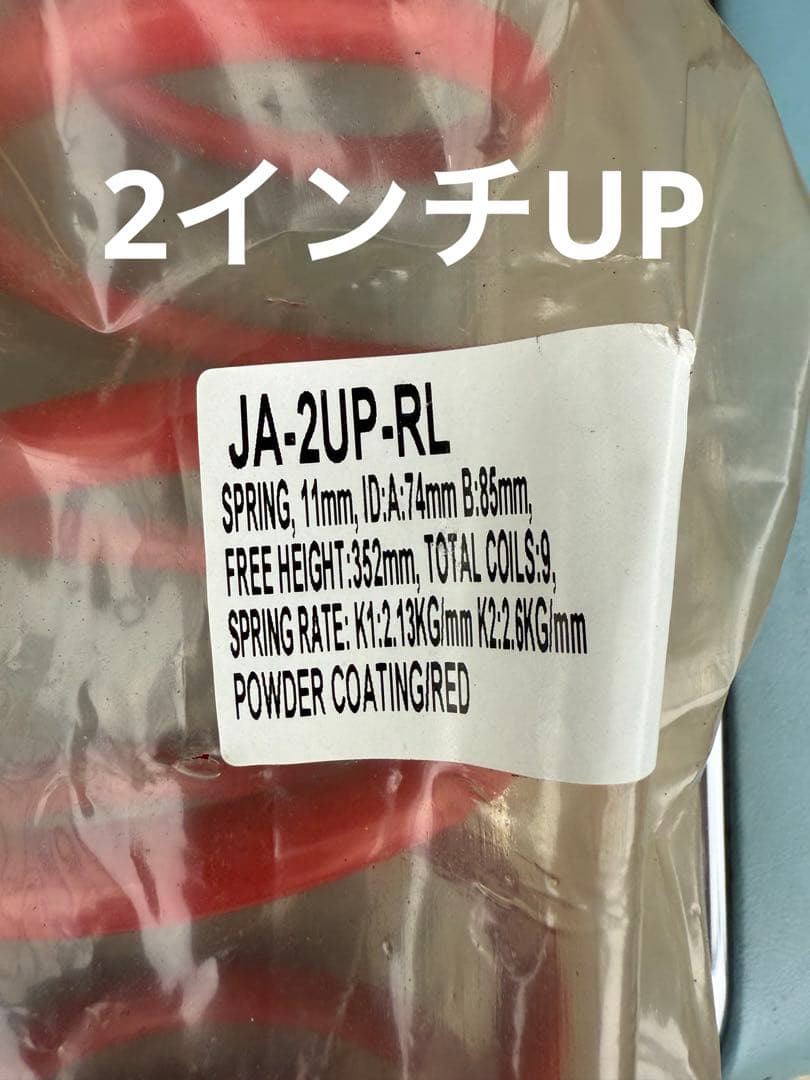 2インチUP
JA-2UP-RL
SPRING, 11mm, ID:A:74mm B:85mm,
FREE HEIGHT:352mm, TOTAL COILS:9,
SPRING RATE: K1:2.13KG/mm K2:2.6KG/mm
POWDER COATING/RED